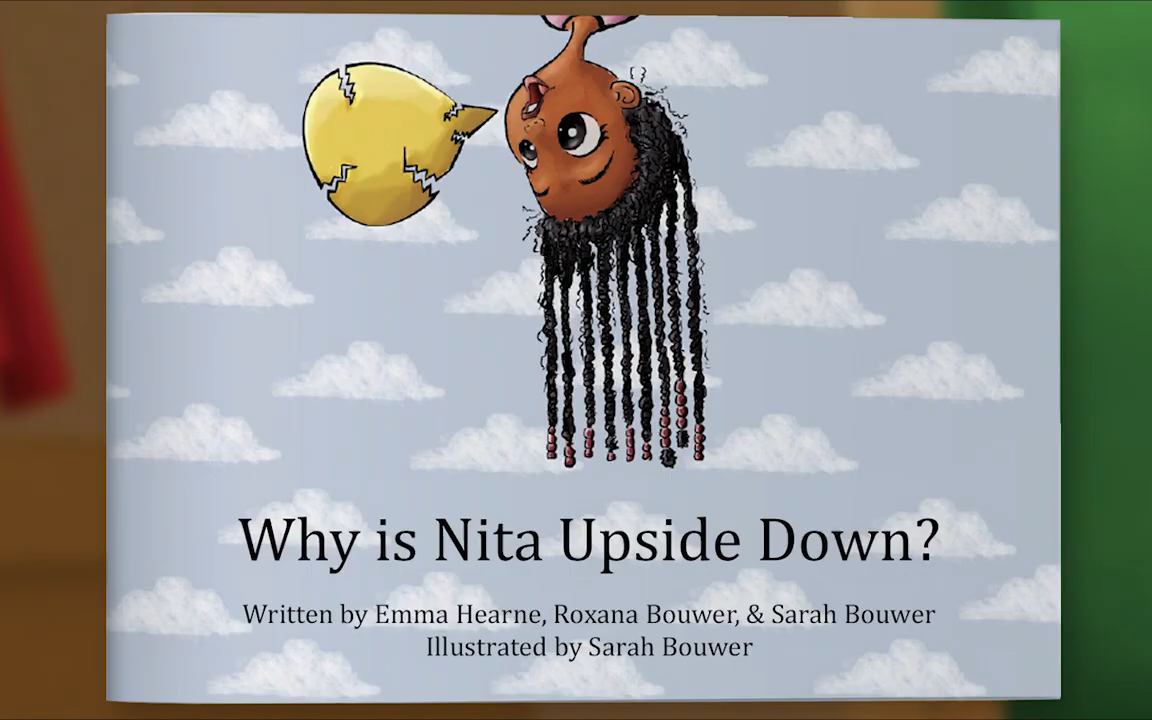 Why is Nita Upside Down?
Written by Emma Hearne, Roxana Bouwer, & Sarah Bouwer
Illustrated by Sarah Bouwer